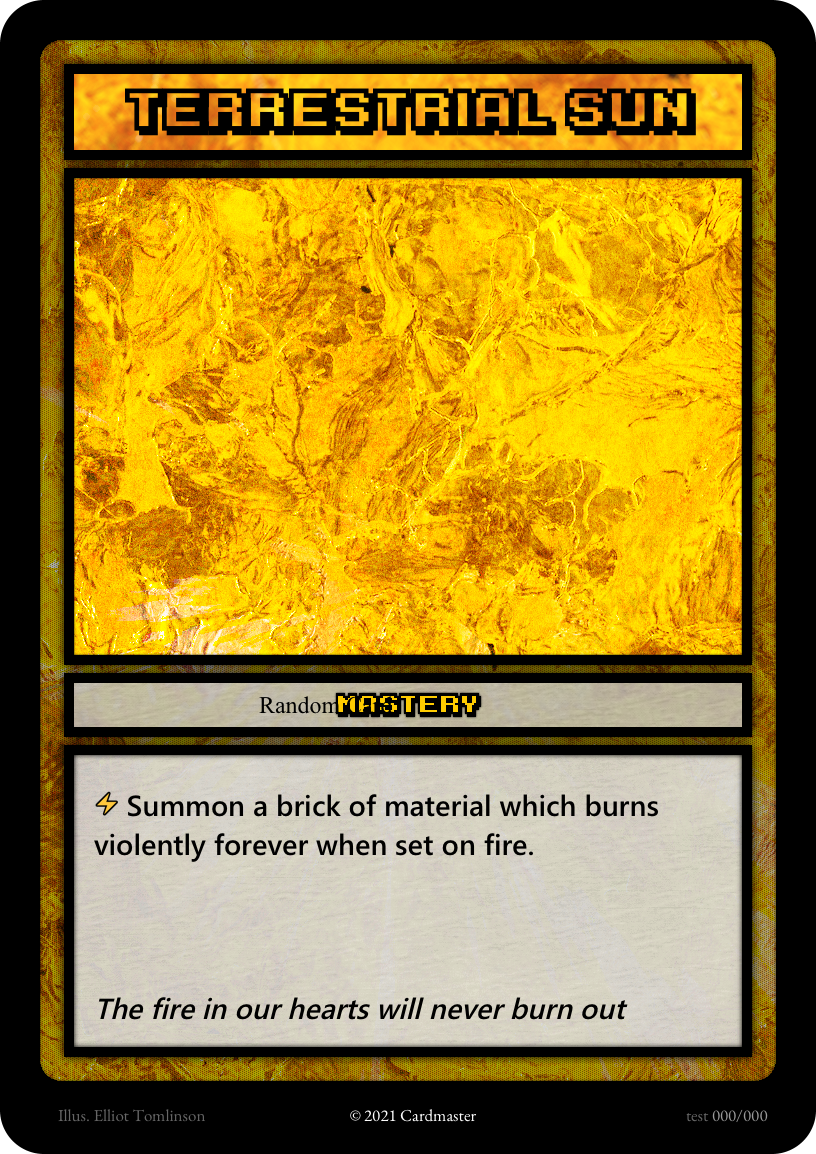 TERRESTRIAL SUN
Random MASTERY
⚡ Summon a brick of material which burns
violently forever when set on fire.
The fire in our hearts will never burn out
Illus. Elliot Tomlinson © 2021 Cardmaster test 000/000